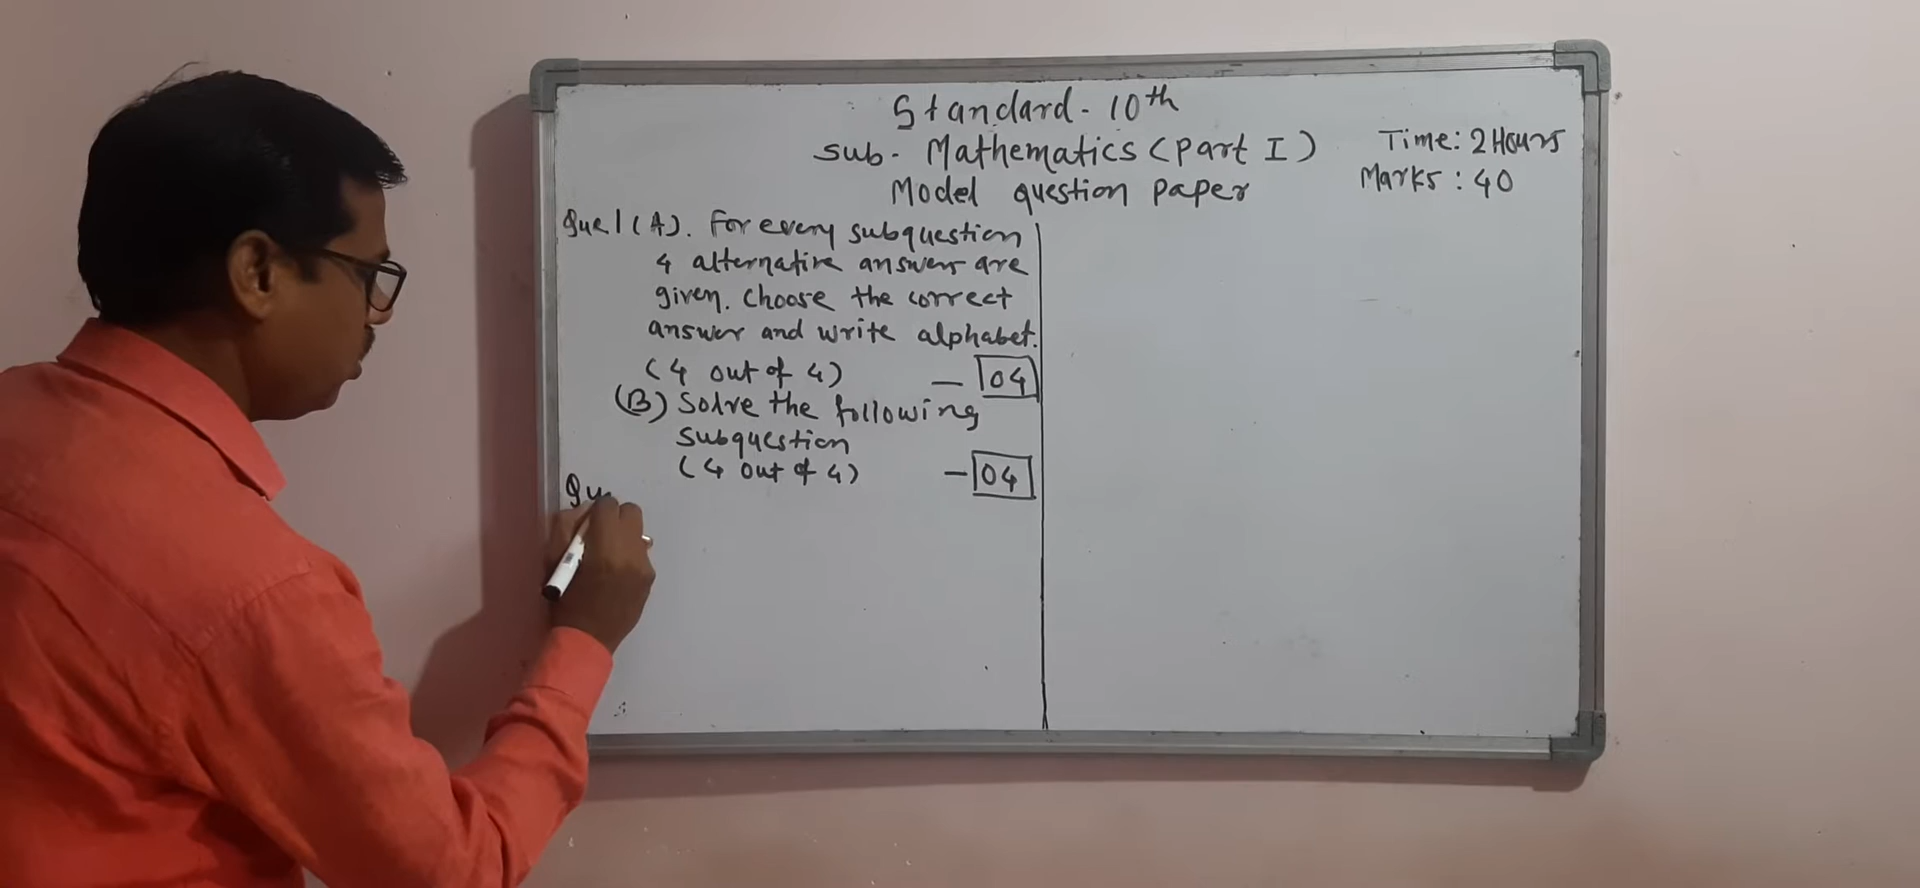 Standard - 10th
Sub - Mathematics (Part I)
Time: 2 Hours
Model question paper
Marks: 40
Que 1 (A). For every subquestion
4 alternative answers are
given. Choose the correct
answer and write alphabet.
(4 out of 4) - 04
(B) Solve the following
Subquestion
(4 out of 4) - 04
Que